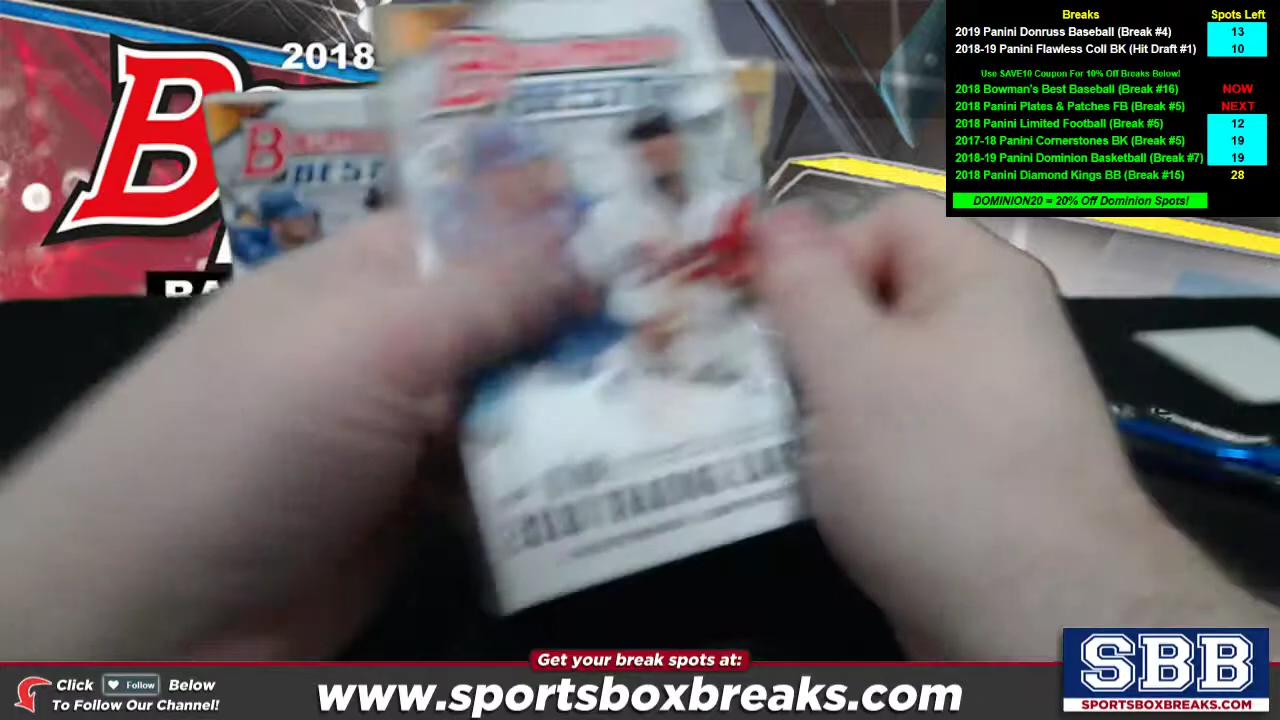 Breaks Spots Left
2019 Panini Donruss Baseball (Break #4) 13
2018-19 Panini Flawless Coll BK (Hit Draft #1) 10
Use SAVE10 Coupon For 10% Off Breaks Below!
2018 Bowman's Best Baseball (Break #16) NOW
2018 Panini Plates & Patches FB (Break #5) NEXT
2018 Panini Limited Football (Break #5) 12
2017-18 Panini Cornerstones BK (Break #5) 19
2018-19 Panini Dominion Basketball (Break #7) 19
2018 Panini Diamond Kings BB (Break #15) 28
DOMINION20 = 20% Off Dominion Spots!
2018
B
B
BEST
Get your break spots at:
www.sportsboxbreaks.com
Click Follow Below
To Follow Our Channel!
SBB
SPORTSBOXBREAKS.COM